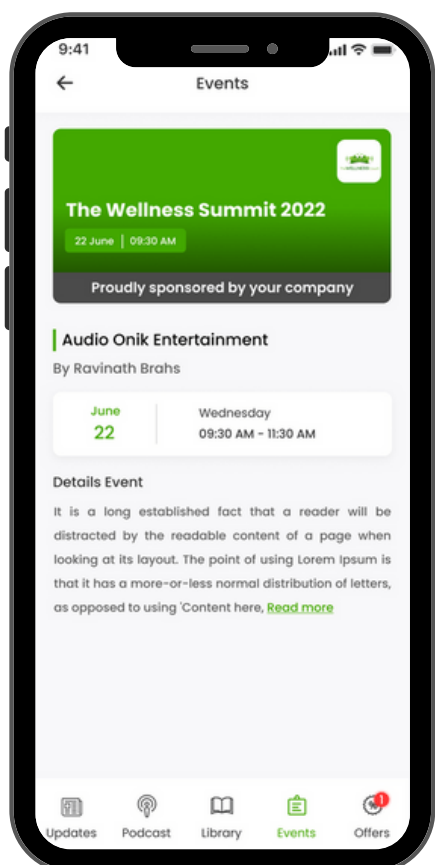 9:41
Events
The Wellness Summit 2022
22 June | 09:30 AM
Proudly sponsored by your company
Audio Onik Entertainment
By Ravinath Brahs
June
22
Wednesday
09:30 AM - 11:30 AM
Details Event
It is a long established fact that a reader will be
distracted by the readable content of a page when
looking at its layout. The point of using Lorem Ipsum is
that it has a more-or-less normal distribution of letters,
as opposed to using 'Content here, Read more
1
Updates Podcast Library Events Offers